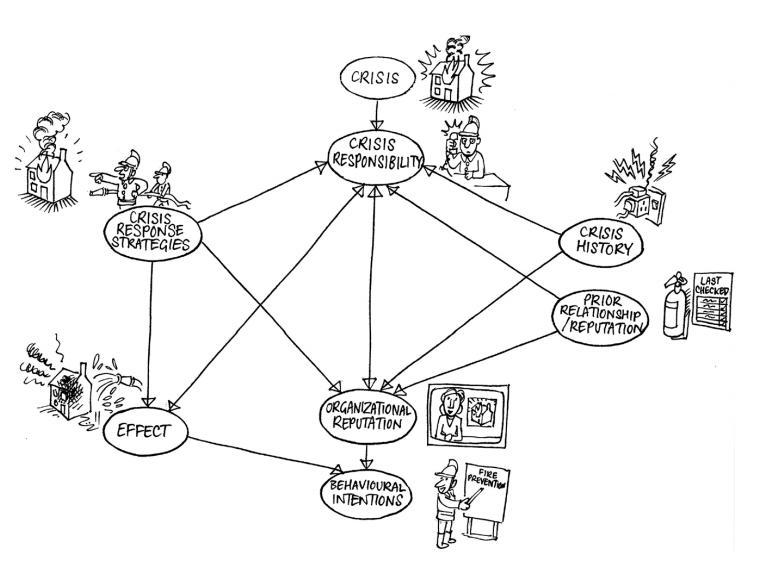 CRISIS
CRISIS
RESPONSIBILITY
CRISIS
RESPONSE
STRATEGIES
CRISIS
HISTORY
PRIOR
RELATIONSHIP
/REPUTATION
LAST
CHECKED
EFFECT
ORGANIZATIONAL
REPUTATION
BEHAVIOURAL
INTENTIONS
FIRE
PREVENTION